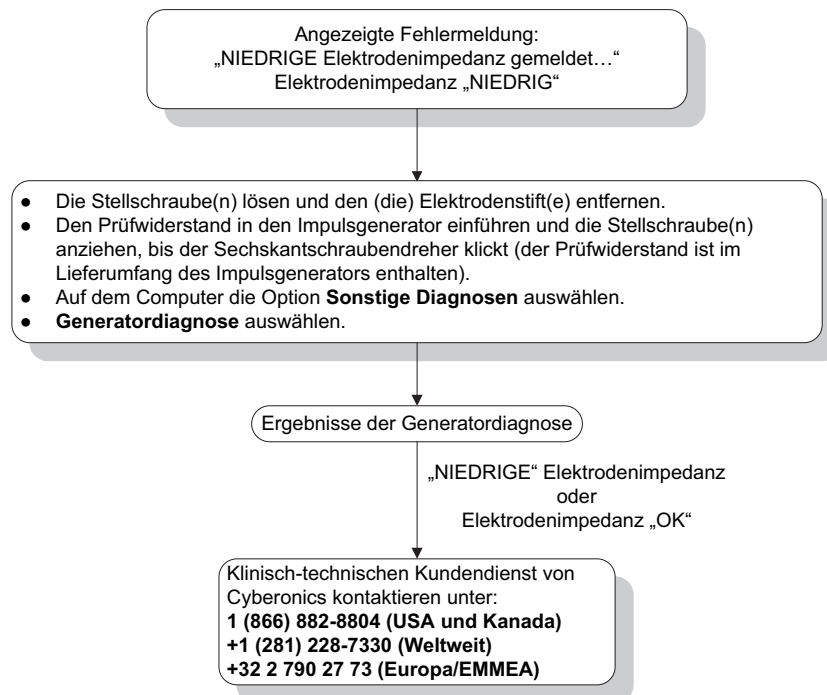 Angezeigte Fehlermeldung:
„NIEDRIGE Elektrodenimpedanz gemeldet…“
Elektrodenimpedanz „NIEDRIG“
● Die Stellschraube(n) lösen und den (die) Elektrodenstift(e) entfernen.
● Den Prüfwiderstand in den Impulsgenerator einführen und die Stellschraube(n)
anziehen, bis der Sechskantschraubendreher klickt (der Prüfwiderstand ist im
Lieferumfang des Impulsgenerators enthalten).
● Auf dem Computer die Option Sonstige Diagnosen auswählen.
● Generatordiagnose auswählen.
Ergebnisse der Generatordiagnose
„NIEDRIGE“ Elektrodenimpedanz
oder
Elektrodenimpedanz „OK“
Klinisch-technischen Kundendienst von
Cyberonics kontaktieren unter:
1 (866) 882-8804 (USA und Kanada)
+1 (281) 228-7330 (Weltweit)
+32 2 790 27 73 (Europa/EMMEA)